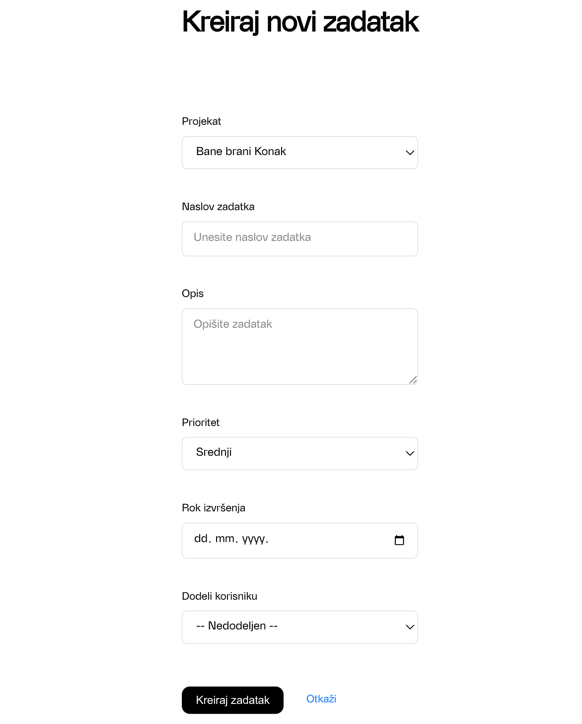 Kreiraj novi zadatak
Projekat
Bane brani Konak
Naslov zadatka
Unesite naslov zadatka
Opis
Opišite zadatak
Prioritet
Srednji
Rok izvršenja
dd. mm. yyyy.
Dodeli korisniku
-- Nedodeljen --
Kreiraj zadatak Otkaži